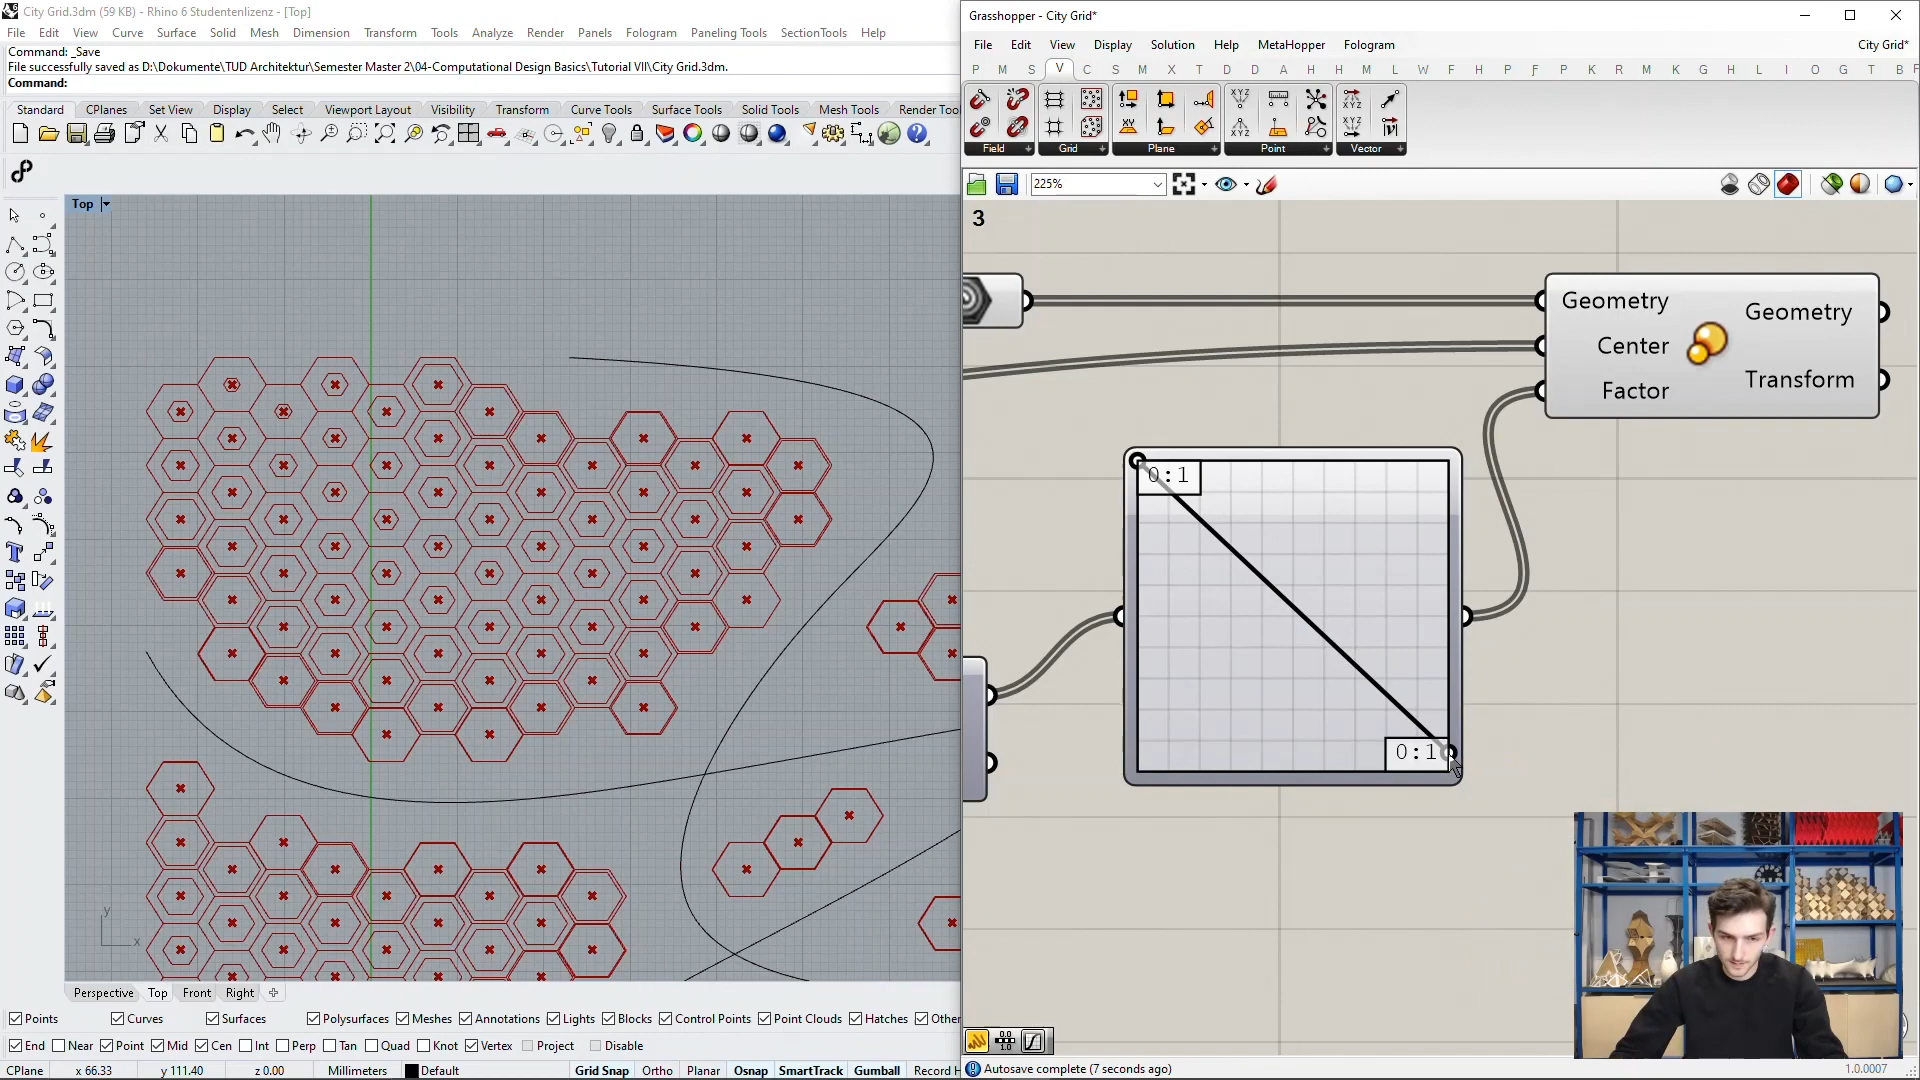 City Grid.3dm (59 KB) - Rhino 6 Studentenlizenz - [Top]
File Edit View Curve Surface Solid Mesh Dimension Transform Tools Analyze Render Panels Fologram Paneling Tools SectionTools Help
Command: _Save
File successfully saved as D:\Dokumente\TUD Architektur\Semester Master 2\04-Computational Design Basics\Tutorial VII\City Grid.3dm.
Command:
Standard CPlanes Set View Display Select Viewport Layout Visibility Transform Curve Tools Surface Tools Solid Tools Mesh Tools Render Too
Top
y
x
Perspective Top Front Right
Points Curves Surfaces Polysurfaces Meshes Annotations Lights Blocks Control Points Point Clouds Hatches Other
End Near Point Mid Cen Int Perp Tan Quad Knot Vertex Project Disable
CPlane x 66.33 y 111.40 z 0.00 Millimeters Default Grid Snap Ortho Planar Osnap SmartTrack Gumball Record H
Grasshopper - City Grid*
File Edit View Display Solution Help MetaHopper Fologram City Grid*
P M S V C S M X T D D A H H M L W F S H P F P K R M K G H L I O G T B F
Field Grid Plane Point Vector
225%
3
Geometry
Center
Factor
Geometry
Transform
0:1
0:1
Autosave complete (7 seconds ago)
1.0.0007